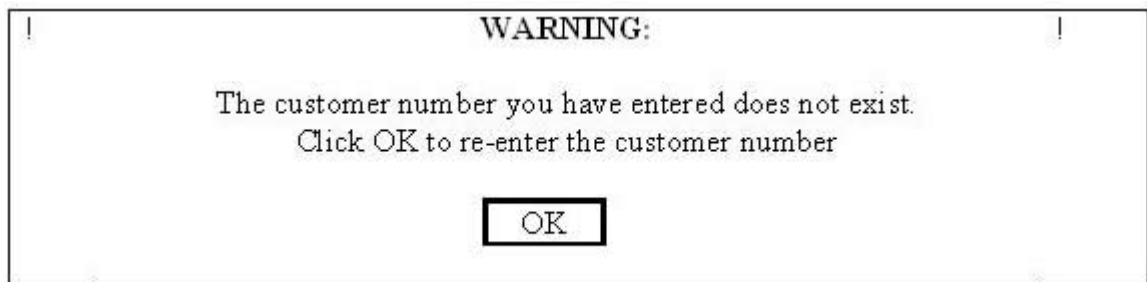 ! WARNING: !
The customer number you have entered does not exist.
Click OK to re-enter the customer number
OK